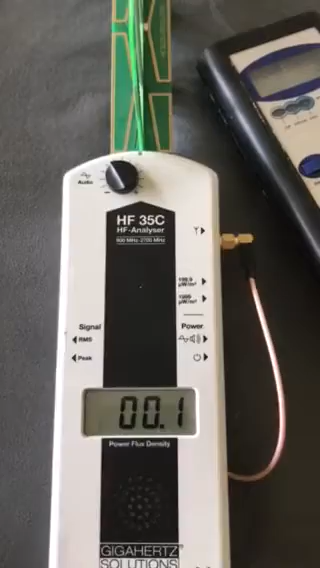 Audio
HF 35C
HF-Analyser
800 MHz-2700 MHz
199.9
µW/m²
1999
µW/m²
Signal
Power
RMS
Peak
00.1
Power Flux Density
GIGAHERTZ
SOLUTIONS